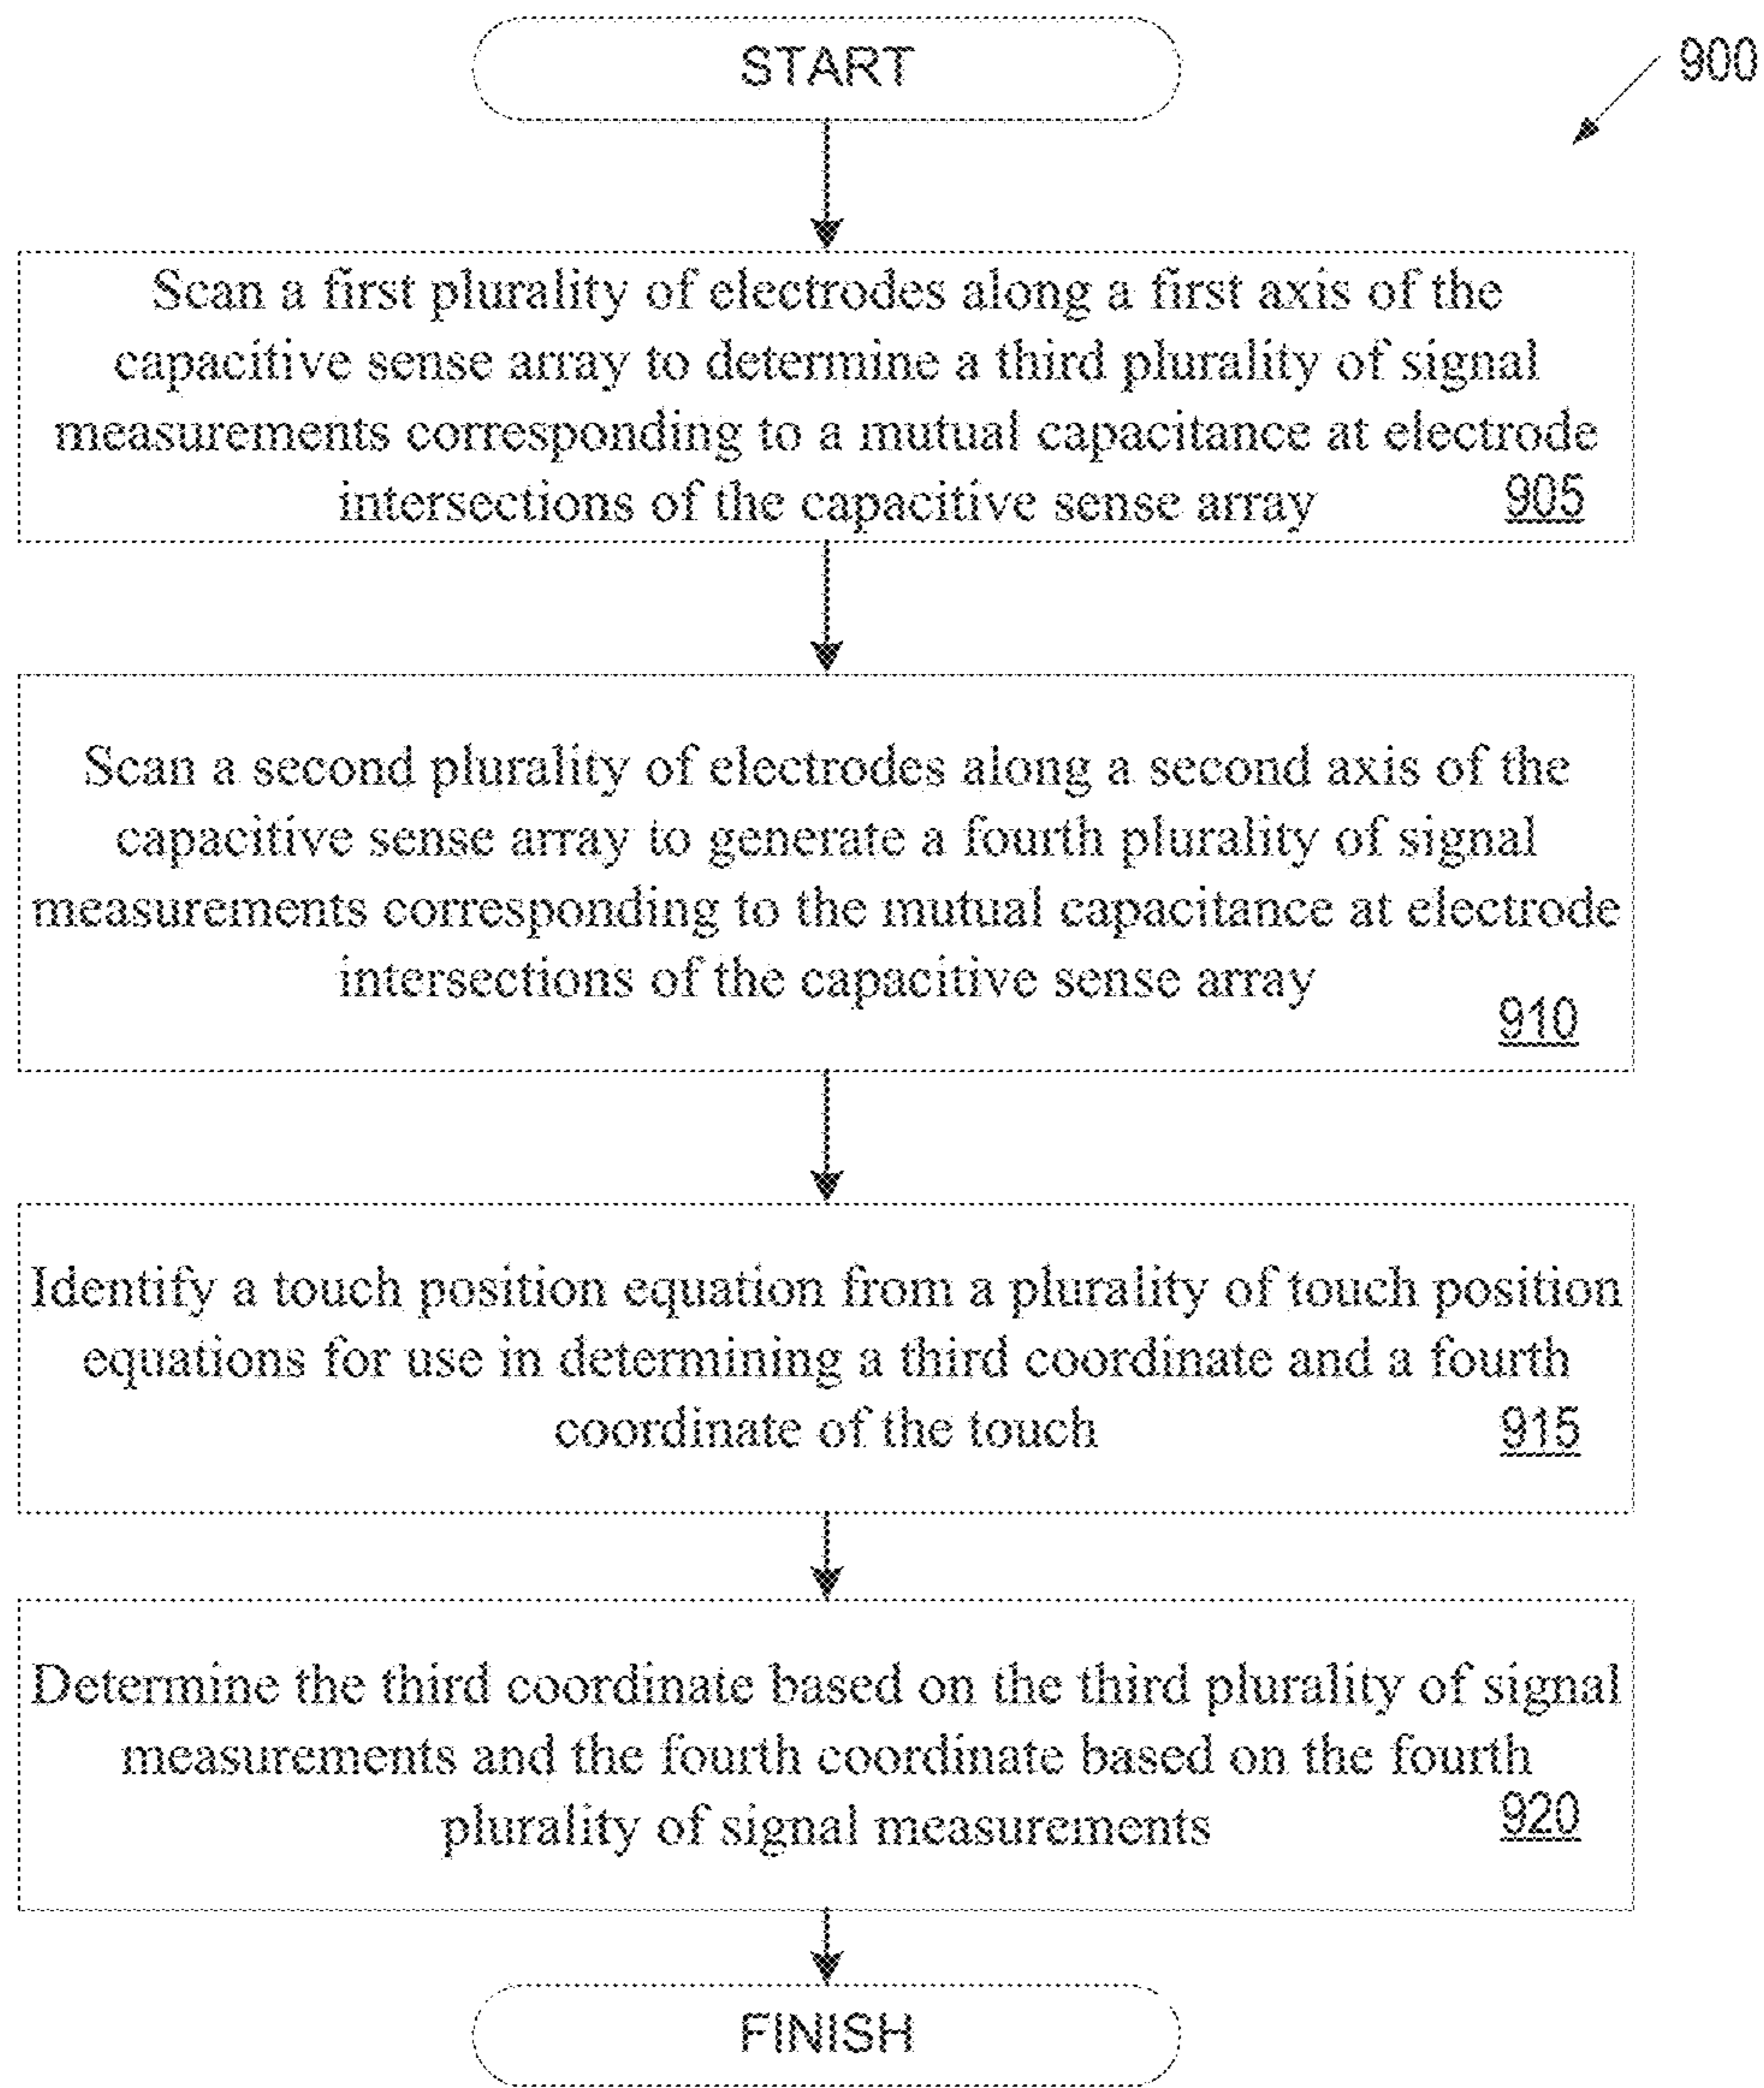 START
900
Scan a first plurality of electrodes along a first axis of the
capacitive sense array to determine a third plurality of signal
measurements corresponding to a mutual capacitance at electrode
intersections of the capacitive sense array
905
Scan a second plurality of electrodes along a second axis of the
capacitive sense array to generate a fourth plurality of signal
measurements corresponding to the mutual capacitance at electrode
intersections of the capacitive sense array
910
Identify a touch position equation from a plurality of touch position
equations for use in determining a third coordinate and a fourth
coordinate of the touch
915
Determine the third coordinate based on the third plurality of signal
measurements and the fourth coordinate based on the fourth
plurality of signal measurements
920
FINISH